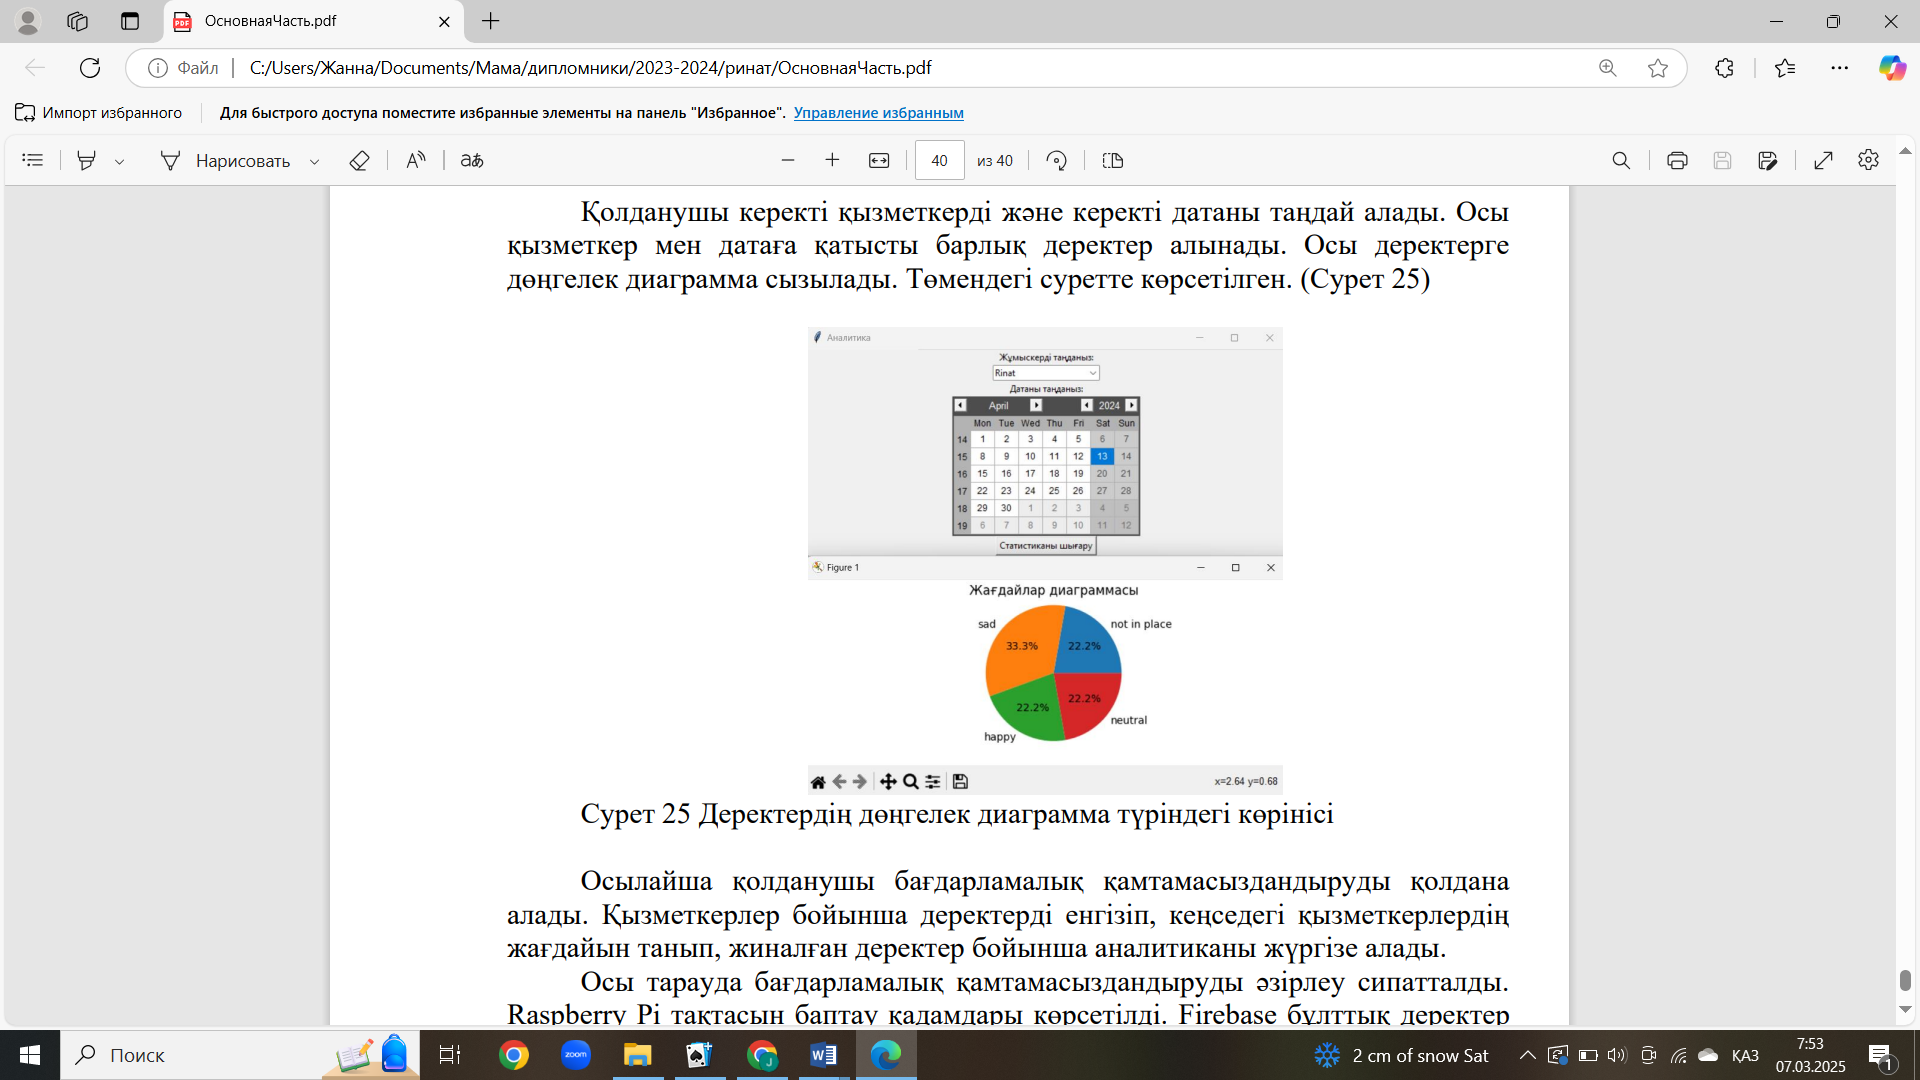 ОсновнаяЧасть.pdf
Файл C:/Users/Жанна/Documents/Мама/дипломники/2023-2024/ринат/ОсновнаяЧасть.pdf
Импорт избранного Для быстрого доступа поместите избранные элементы на панель "Избранное". Управление избранным
Нарисовать 40 из 40
Қолданушы керекті қызметкерді және керекті датаны таңдай алады. Осы
қызметкер мен датаға қатысты барлық деректер алынады. Осы деректерге
дөңгелек диаграмма сызылады. Төмендегі суретте көрсетілген. (Сурет 25)
Аналитика
Жұмыскерді таңданыз:
Rinat
Датаны таңданыз:
April 2024
Mon Tue Wed Thu Fri Sat Sun
14 1 2 3 4 5 6 7
15 8 9 10 11 12 13 14
16 15 16 17 18 19 20 21
17 22 23 24 25 26 27 28
18 29 30 1 2 3 4 5
19 6 7 8 9 10 11 12
Статистиканы шығару
Figure 1
Жағдайлар диаграммасы
sad not in place
33.3% 22.2%
22.2% 22.2%
happy neutral
x=2.64 y=0.68
Сурет 25 Деректердің дөңгелек диаграмма түріндегі көрінісі
Осылайша қолданушы бағдарламалық қамтамасыздандыруды қолдана
алады. Қызметкерлер бойынша деректерді енгізіп, кеңседегі қызметкерлердің
жағдайын танып, жиналған деректер бойынша аналитиканы жүргізе алады.
Осы тарауда бағдарламалық қамтамасыздандыруды әзірлеу сипатталды.
Raspberry Pi тақтасын баптау қадамдары көрсетілді. Firebase бұлттық деректер
Поиск zoom 2 cm of snow Sat ҚАЗ 7:53
07.03.2025 1